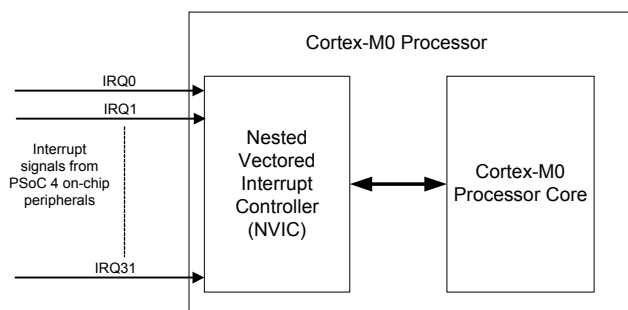 Cortex-M0 Processor
IRQ0
IRQ1
Interrupt
signals from
PSoC 4 on-chip
peripherals
IRQ31
Nested
Vectored
Interrupt
Controller
(NVIC)
Cortex-M0
Processor Core